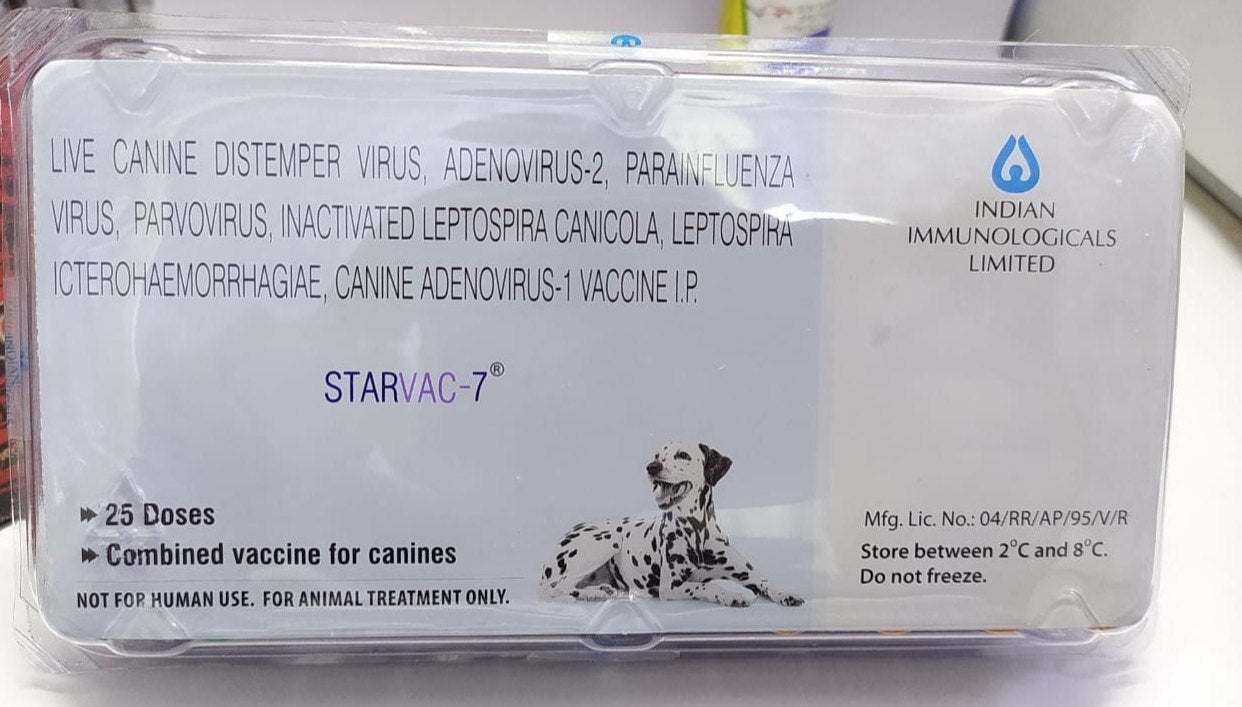 LIVE CANINE DISTEMPER VIRUS, ADENOVIRUS-2, PARAINFLUENZA
VIRUS, PARVOVIRUS, INACTIVATED LEPTOSPIRA CANICOLA, LEPTOSPIRA
ICTEROHAEMORRHAGIAE, CANINE ADENOVIRUS-1 VACCINE I.P.
STARVAC-7®
25 Doses
Combined vaccine for canines
NOT FOR HUMAN USE. FOR ANIMAL TREATMENT ONLY.
INDIAN
IMMUNOLOGICALS
LIMITED
Mfg. Lic. No.: 04/RR/AP/95/V/R
Store between 2°C and 8°C.
Do not freeze.
INDIAN